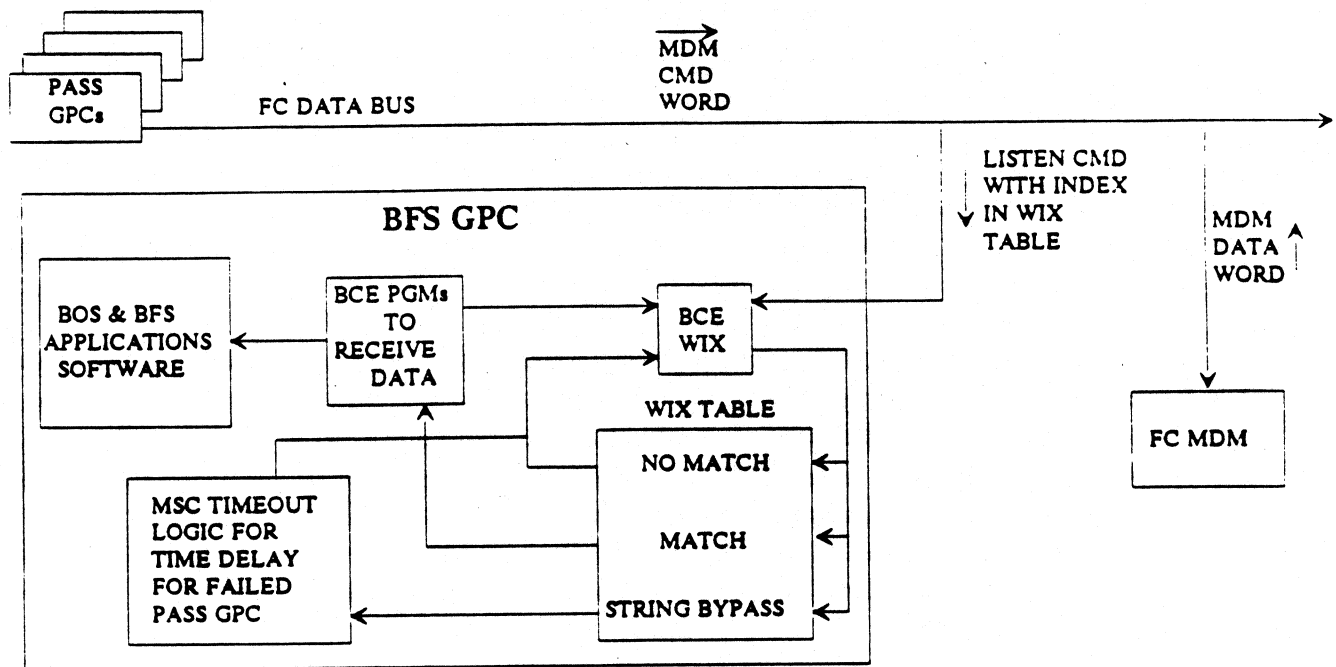 PASS
GPCs
FC DATA BUS
MDM
CMD
WORD
LISTEN CMD
WITH INDEX
IN WIX
TABLE
MDM
DATA
WORD
BFS GPC
BOS & BFS
APPLICATIONS
SOFTWARE
BCE PGMs
TO
RECEIVE
DATA
BCE
WIX
WIX TABLE
NO MATCH
MATCH
STRING BYPASS
MSC TIMEOUT
LOGIC FOR
TIME DELAY
FOR FAILED
PASS GPC
FC MDM